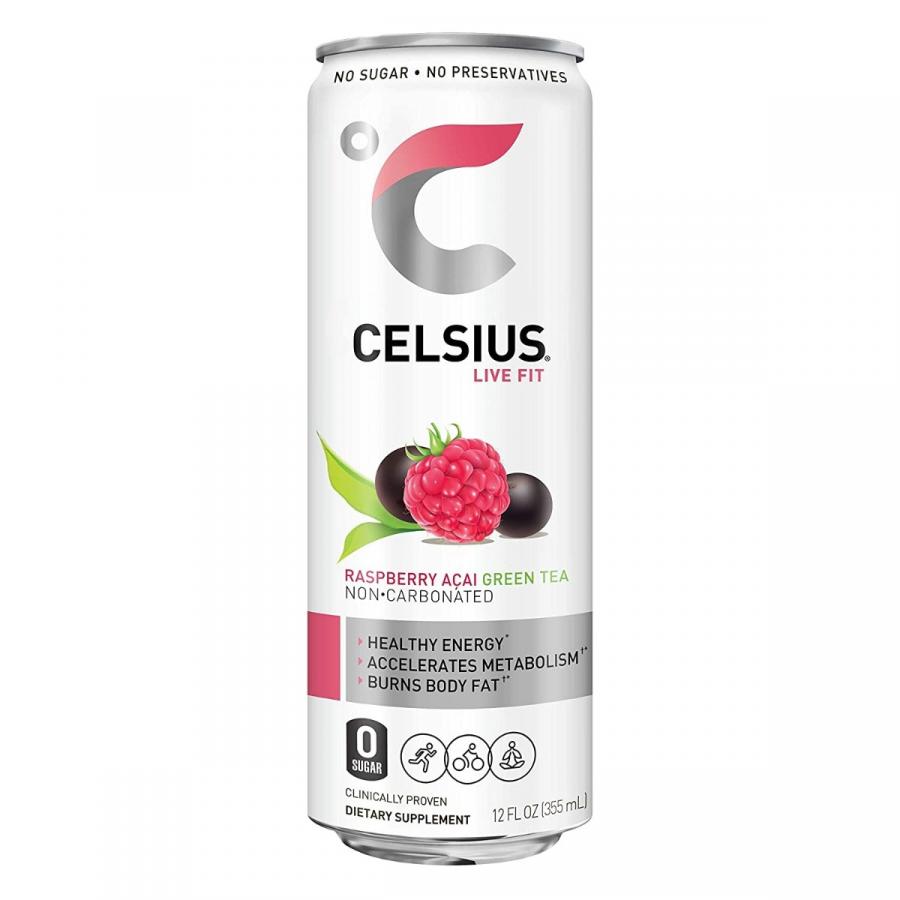 NO SUGAR • NO PRESERVATIVES
CELSIUS®
LIVE FIT
RASPBERRY AÇAI GREEN TEA
NON•CARBONATED
HEALTHY ENERGY*
ACCELERATES METABOLISM†*
BURNS BODY FAT†*
0
SUGAR
CLINICALLY PROVEN
DIETARY SUPPLEMENT 12 FL OZ (355 mL)